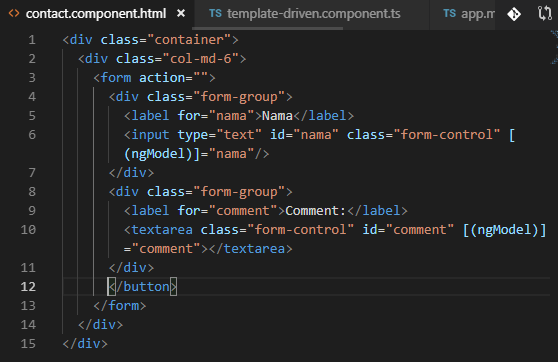 contact.component.html × TS template-driven.component.ts TS app.m
1 <div class="container">
2 <div class="col-md-6">
3 <form action="">
4 <div class="form-group">
5 <label for="nama">Nama</label>
6 <input type="text" id="nama" class="form-control" [
(ngModel)]="nama"/>
7 </div>
8 <div class="form-group">
9 <label for="comment">Comment:</label>
10 <textarea class="form-control" id="comment" [(ngModel)]
="comment"></textarea>
11 </div>
12 </button>
13 </form>
14 </div>
15 </div>